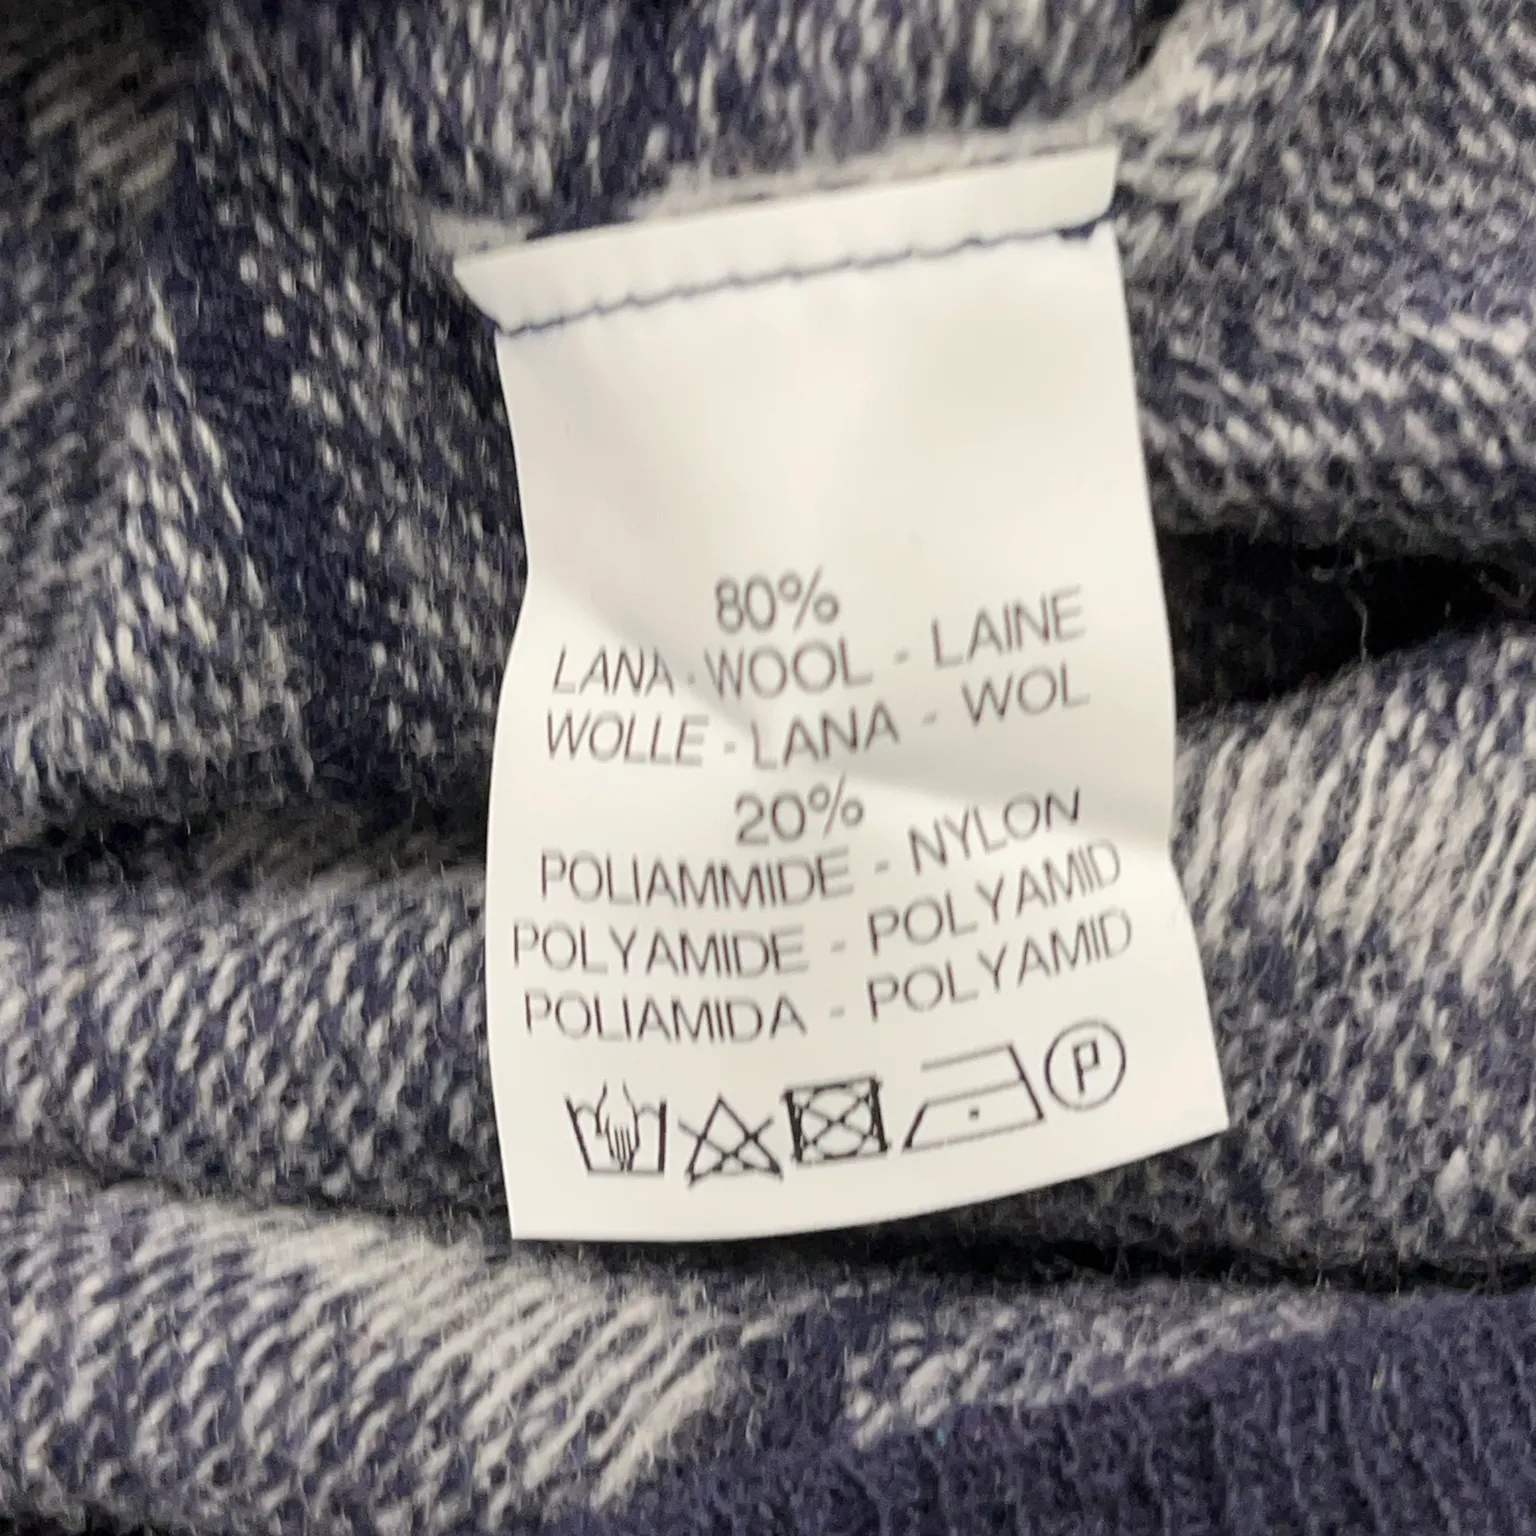 80%
LANA - WOOL - LAINE
WOLLE - LANA - WOL
20%
POLIAMMIDE - NYLON
POLYAMIDE - POLYAMID
POLIAMIDA - POLYAMID
P